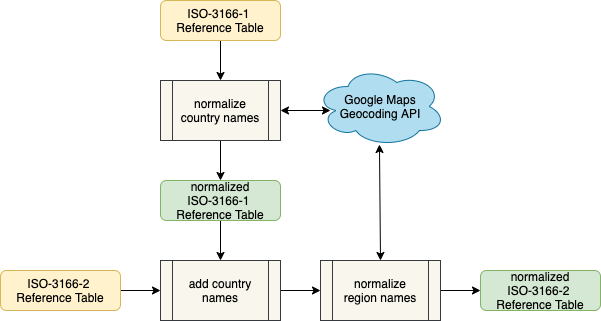 ISO-3166-1
Reference Table
normalize
country names
Google Maps
Geocoding API
normalized
ISO-3166-1
Reference Table
ISO-3166-2
Reference Table
add country
names
normalize
region names
normalized
ISO-3166-2
Reference Table